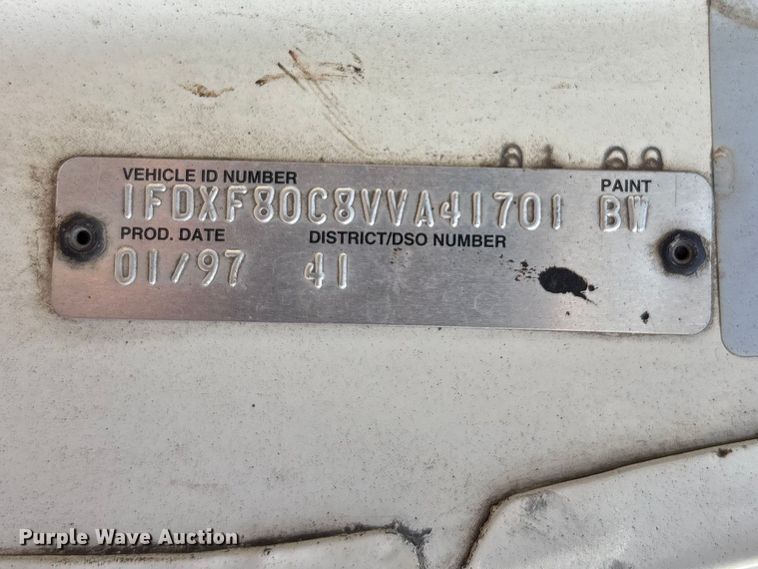 VEHICLE ID NUMBER PAINT
1FDXF80C8VVA41701 BW
PROD. DATE DISTRICT/DSO NUMBER
01/97 41
Purple Wave Auction